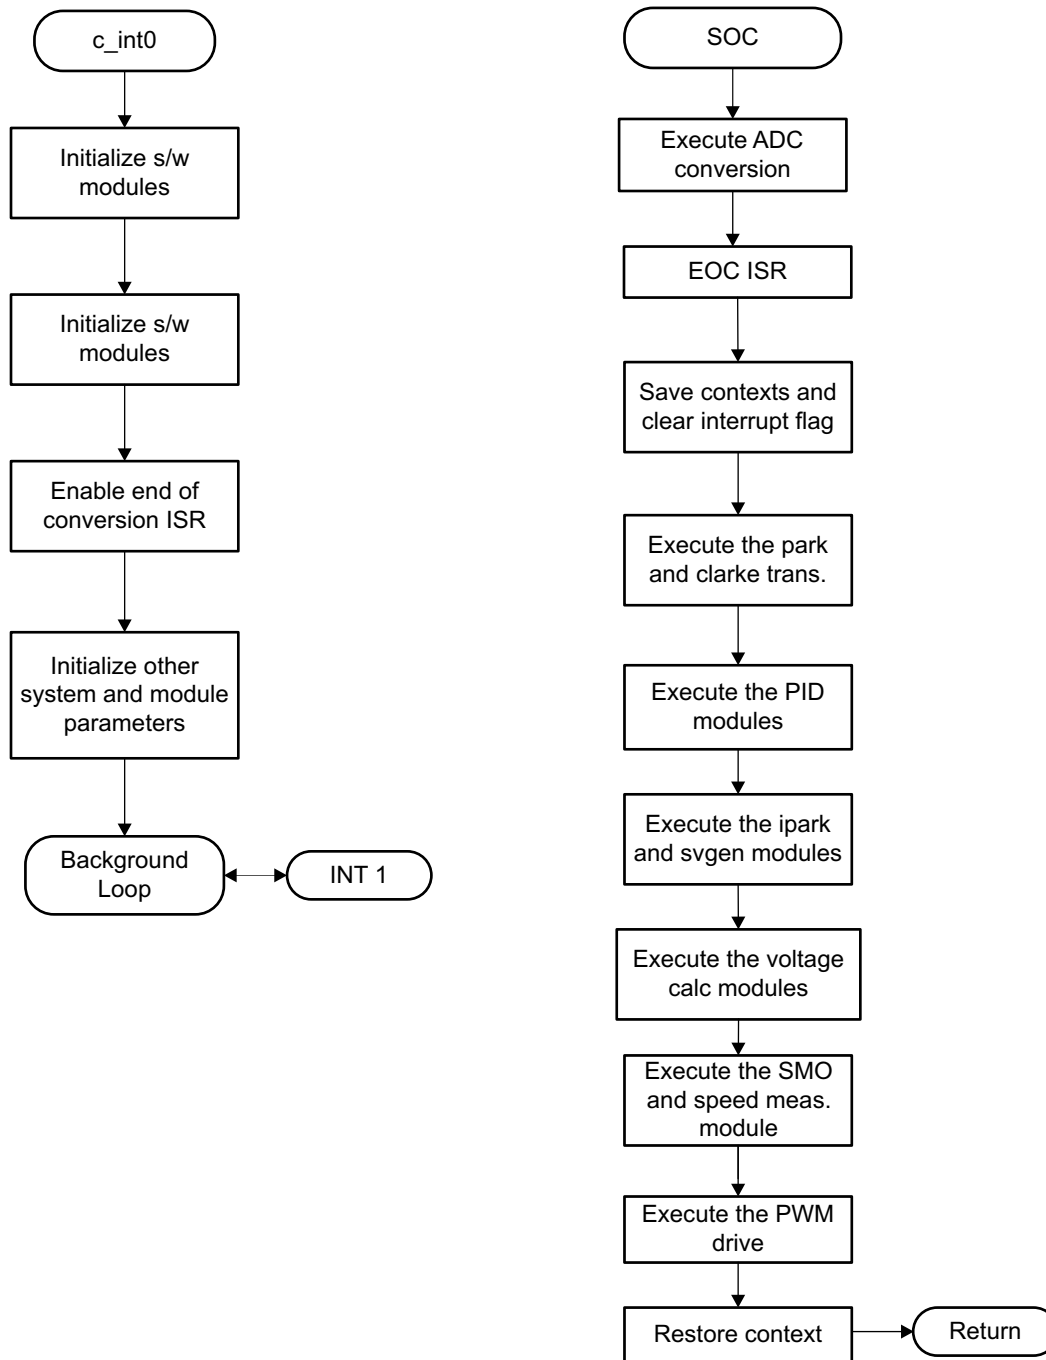 c_int0
Initialize s/w
modules
Initialize s/w
modules
Enable end of
conversion ISR
Initialize other
system and module
parameters
Background
Loop
INT 1
SOC
Execute ADC
conversion
EOC ISR
Save contexts and
clear interrupt flag
Execute the park
and clarke trans.
Execute the PID
modules
Execute the ipark
and svgen modules
Execute the voltage
calc modules
Execute the SMO
and speed meas.
module
Execute the PWM
drive
Restore context
Return